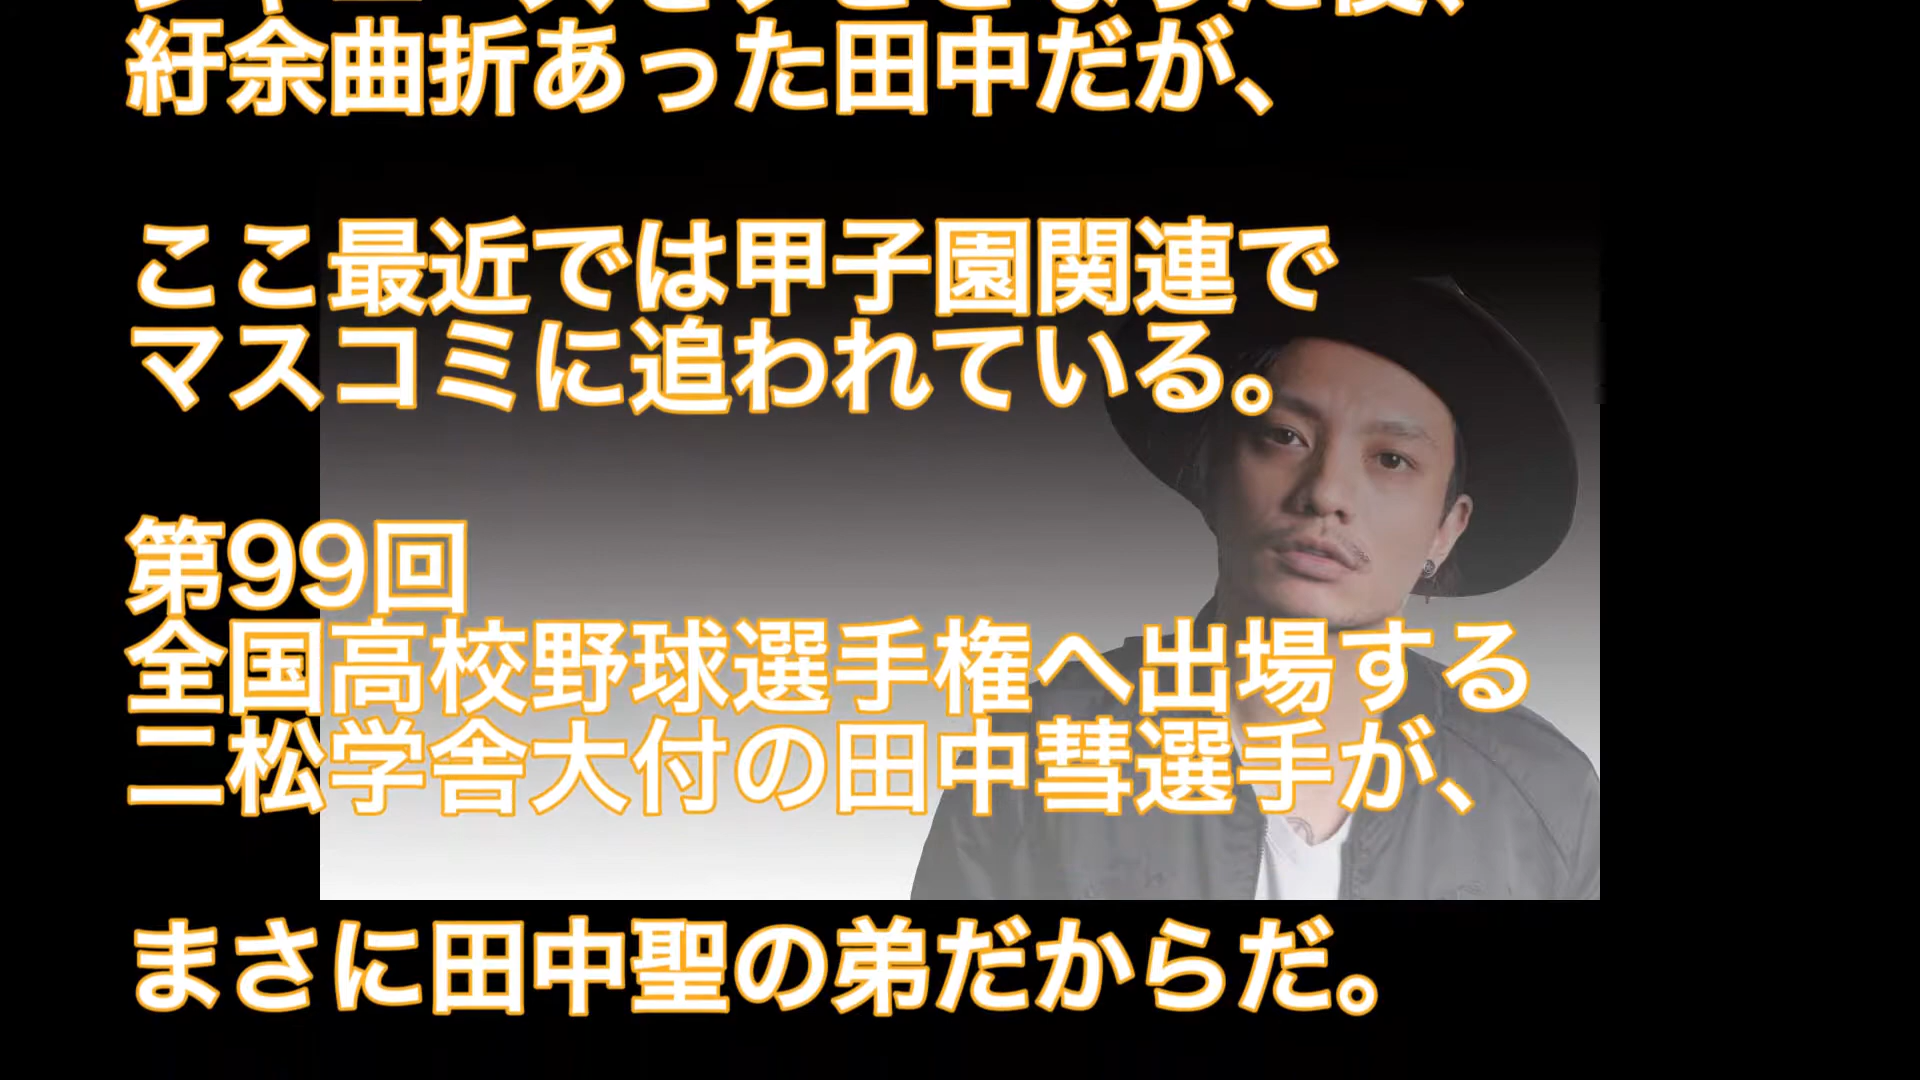 紆余曲折あった田中だが、
ここ最近では甲子園関連で
マスコミに追われている。
第99回
全国高校野球選手権へ出場する
二松学舎大付の田中彗選手が、
まさに田中聖の弟だからだ。